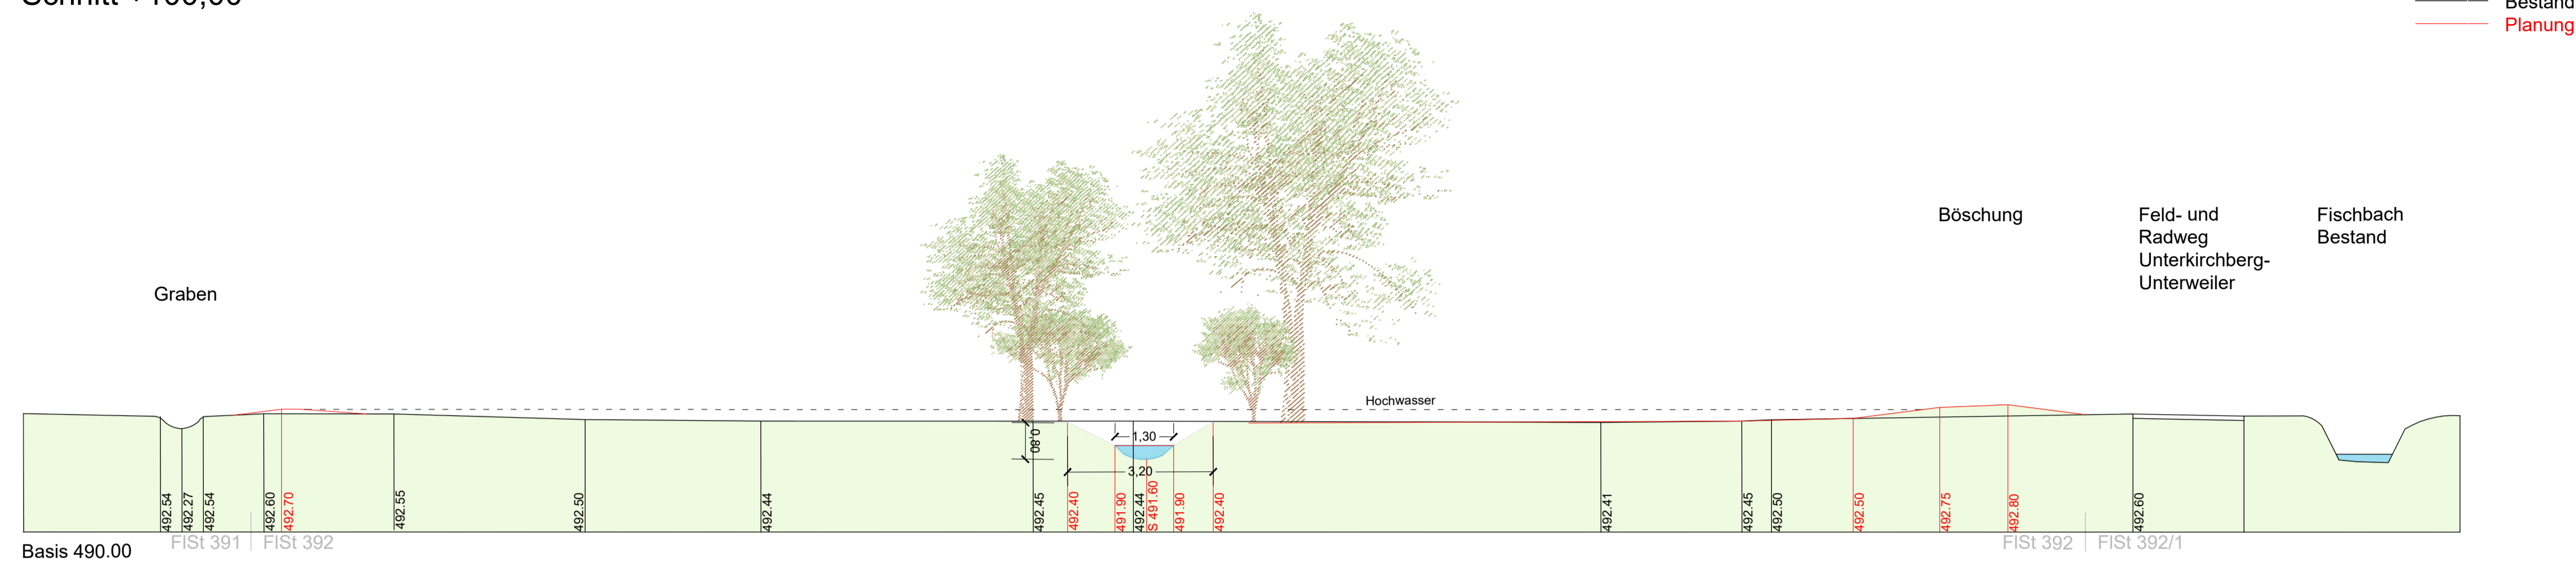 Bestand
Planung
Böschung
Feld- und
Radweg
Unterkirchberg-
Unterweiler
Fischbach
Bestand
Graben
Hochwasser
0,80
1,30
3,20
492.54
492.27
492.54
492.60
492.70
492.55
492.50
492.44
492.45
492.40
491.90
492.44
S 491.60
491.90
492.40
492.41
492.45
492.50
492.50
492.75
492.80
492.60
FlSt 391
FlSt 392
FlSt 392
FlSt 392/1
Basis 490.00